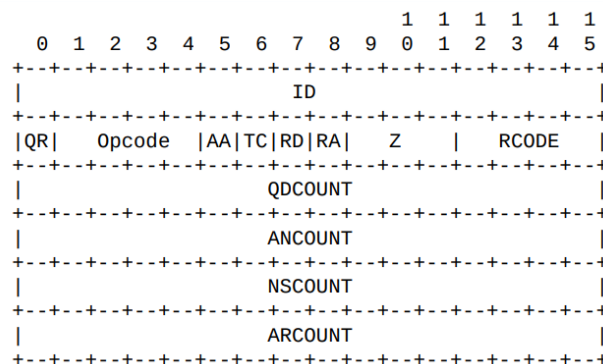 1 1 1 1 1 1
0 1 2 3 4 5 6 7 8 9 0 1 2 3 4 5
+--+--+--+--+--+--+--+--+--+--+--+--+--+--+--+--+
| ID |
+--+--+--+--+--+--+--+--+--+--+--+--+--+--+--+--+
|QR| Opcode |AA|TC|RD|RA| Z | RCODE |
+--+--+--+--+--+--+--+--+--+--+--+--+--+--+--+--+
| QDCOUNT |
+--+--+--+--+--+--+--+--+--+--+--+--+--+--+--+--+
| ANCOUNT |
+--+--+--+--+--+--+--+--+--+--+--+--+--+--+--+--+
| NSCOUNT |
+--+--+--+--+--+--+--+--+--+--+--+--+--+--+--+--+
| ARCOUNT |
+--+--+--+--+--+--+--+--+--+--+--+--+--+--+--+--+